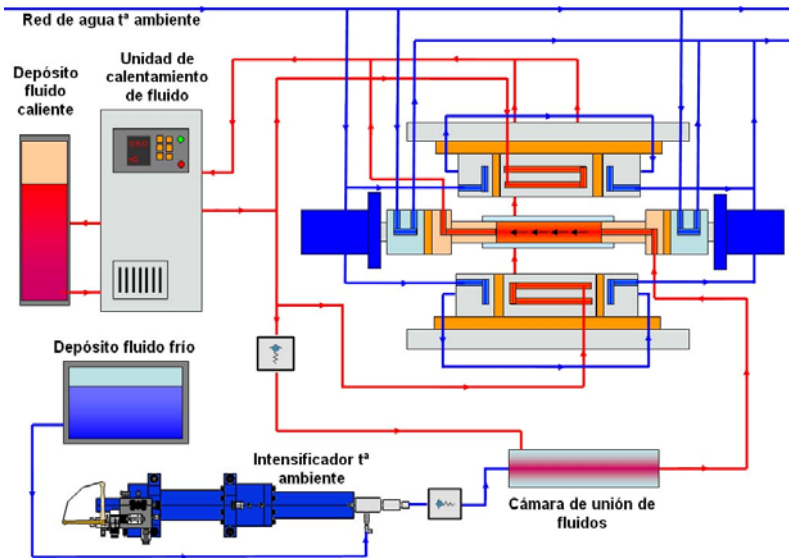 Red de agua tª ambiente
Unidad de
calentamiento
de fluido
Depósito
fluido
caliente
Depósito fluido frío
Intensificador tª
ambiente
Cámara de unión de
fluidos